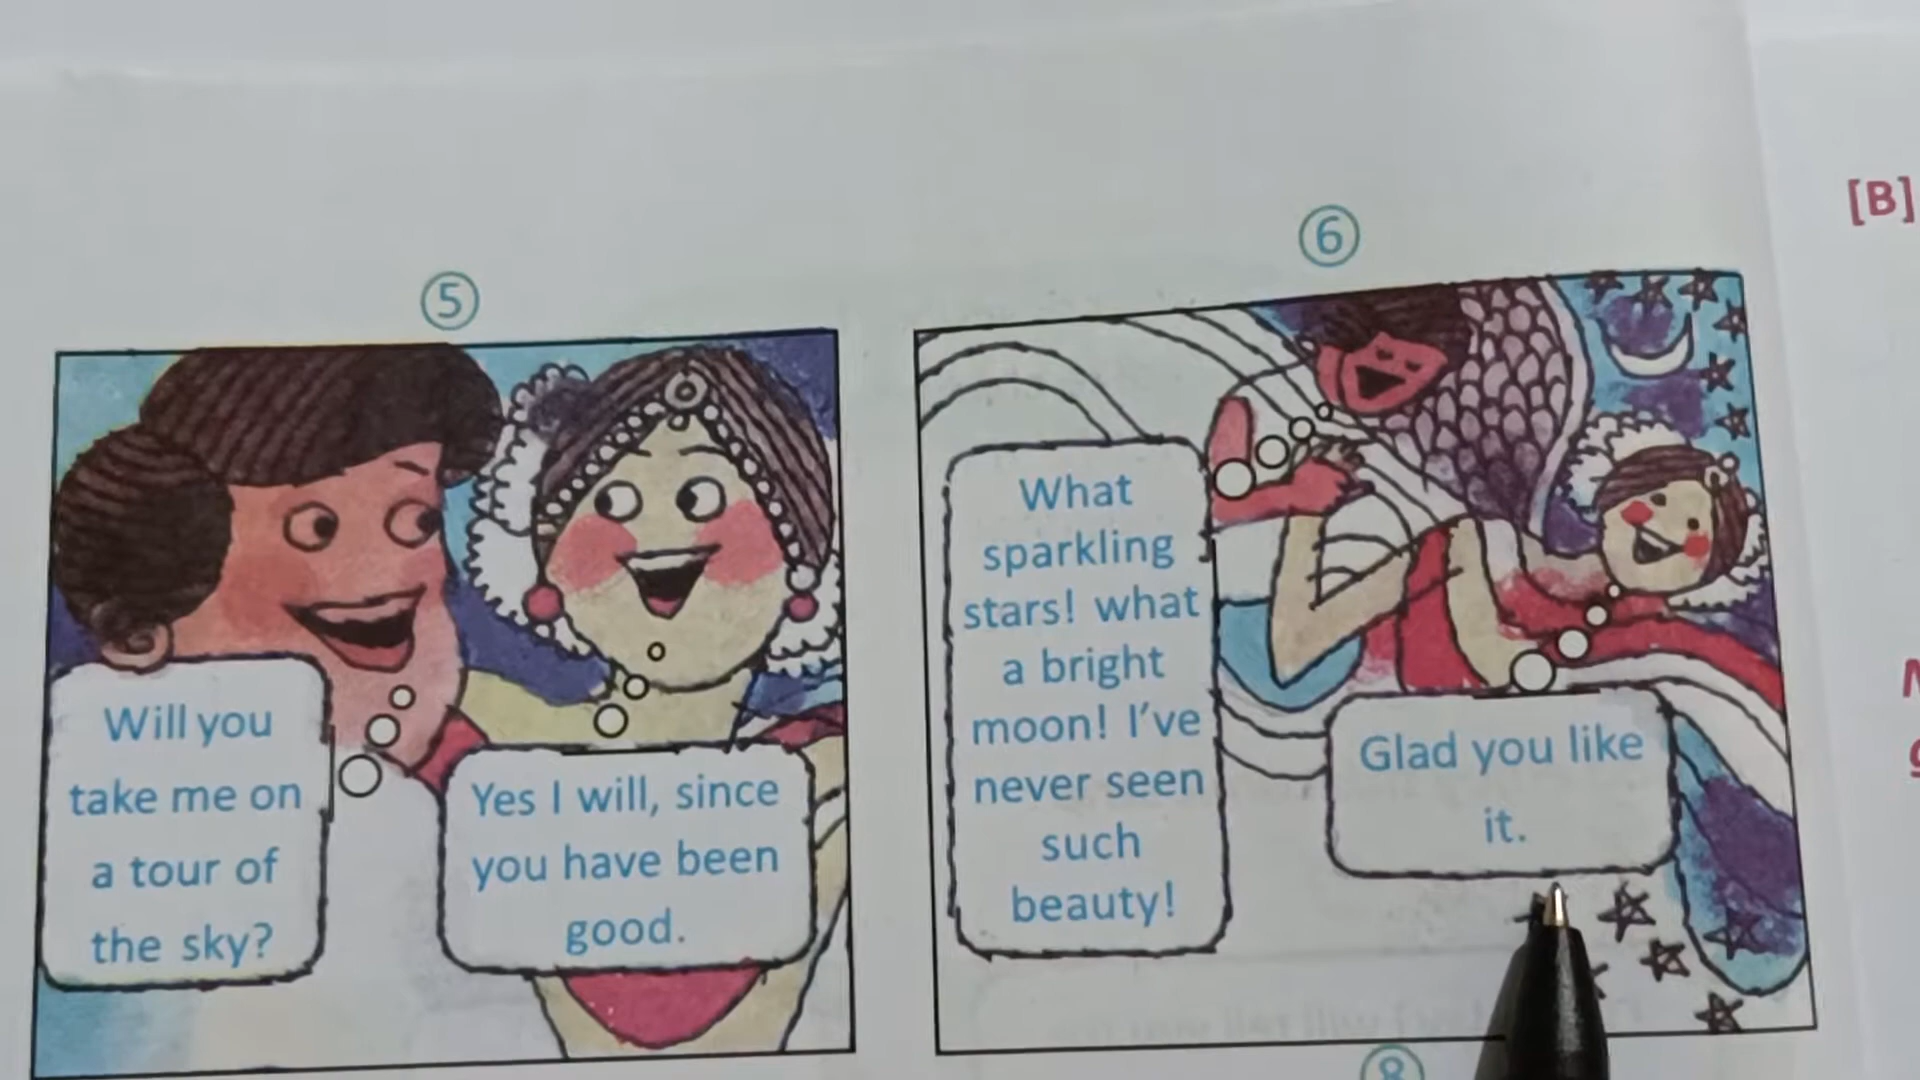 5
Will you
take me on
a tour of
the sky?
Yes I will, since
you have been
good.
6
What
sparkling
stars! what
a bright
moon! I've
never seen
such
beauty!
Glad you like
it.
8
[B]